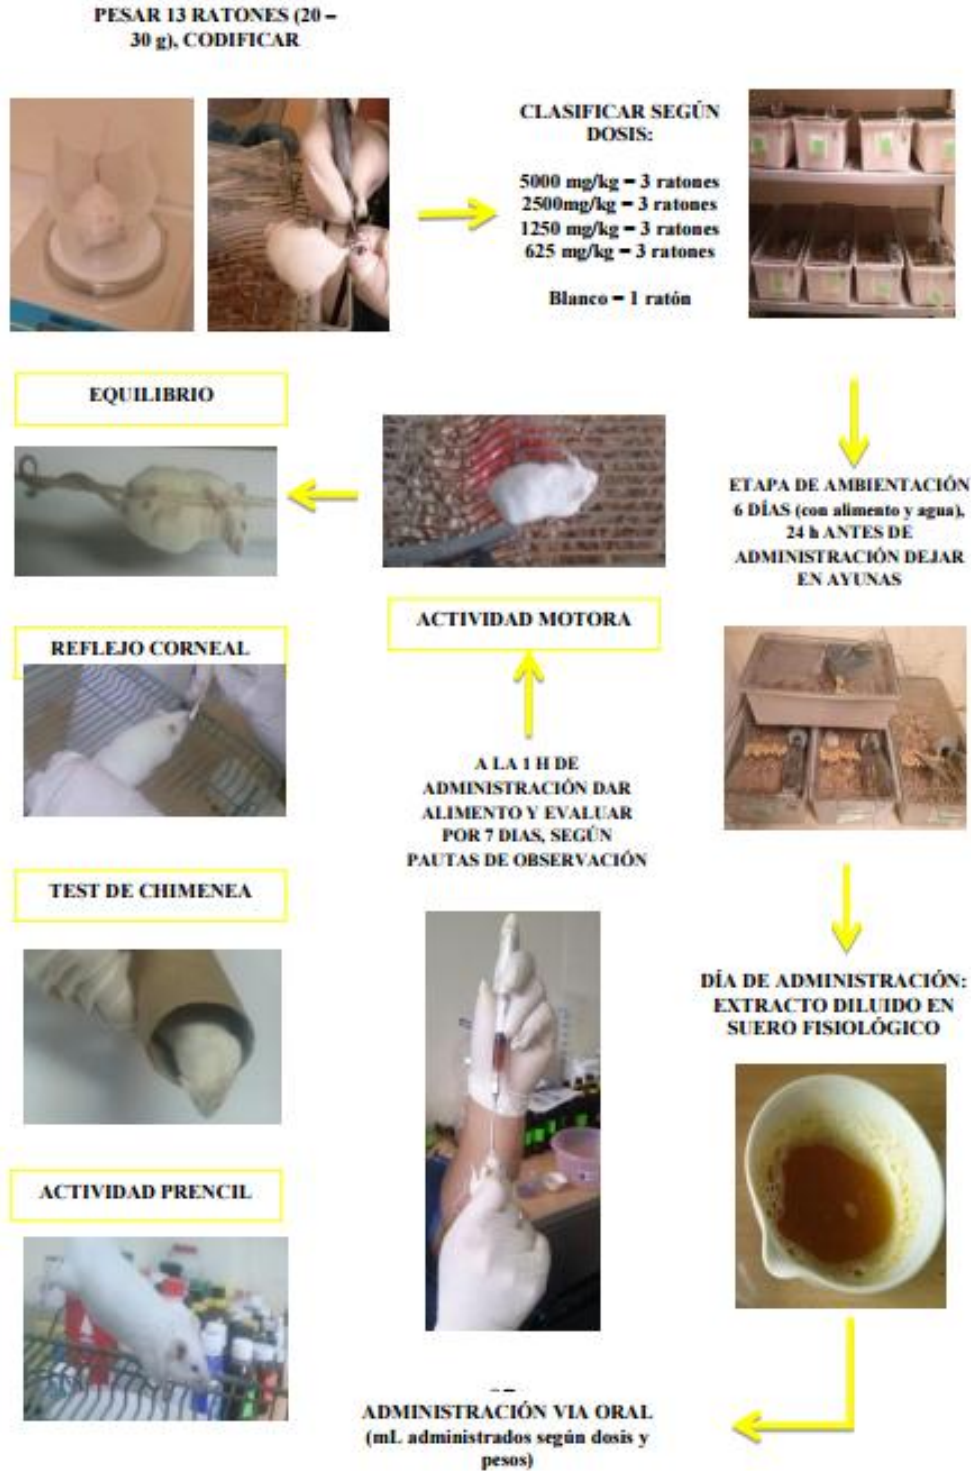 PESAR 13 RATONES (20 –
30 g), CODIFICAR
CLASIFICAR SEGÚN
DOSIS:
5000 mg/kg = 3 ratones
2500mg/kg = 3 ratones
1250 mg/kg = 3 ratones
625 mg/kg = 3 ratones
Blanco = 1 ratón
ETAPA DE AMBIENTACIÓN
6 DÍAS (con alimento y agua),
24 h ANTES DE
ADMINISTRACIÓN DEJAR
EN AYUNAS
DÍA DE ADMINISTRACIÓN:
EXTRACTO DILUIDO EN
SUERO FISIOLÓGICO
ADMINISTRACIÓN VIA ORAL
(mL administrados según dosis y
pesos)
A LA 1 H DE
ADMINISTRACIÓN DAR
ALIMENTO Y EVALUAR
POR 7 DIAS, SEGÚN
PAUTAS DE OBSERVACIÓN
ACTIVIDAD MOTORA
EQUILIBRIO
REFLEJO CORNEAL
TEST DE CHIMENEA
ACTIVIDAD PRENCIL